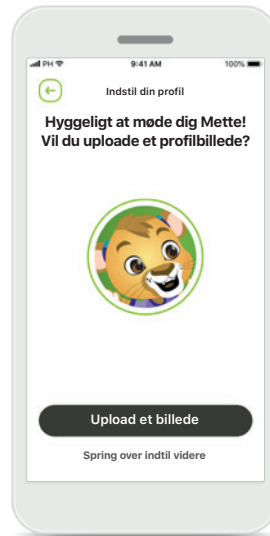 PH 9:41 AM 100%
Indstil din profil
Hyggeligt at møde dig Mette!
Vil du uploade et profilbillede?
Upload et billede
Spring over indtil videre